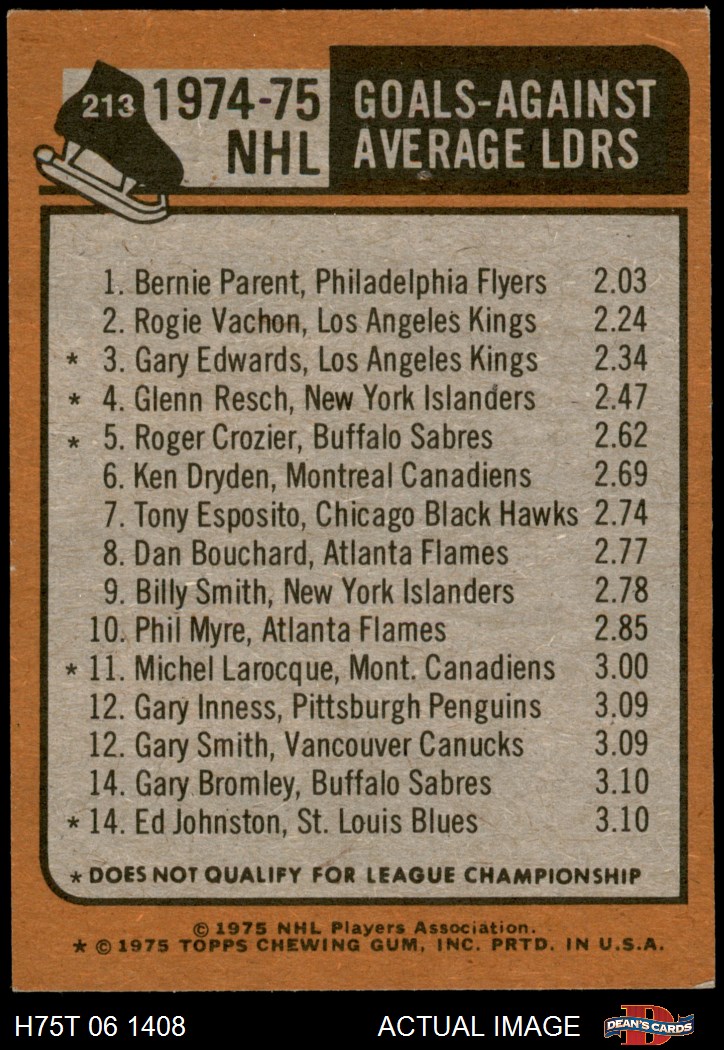 213 1974-75 NHL
GOALS-AGAINST AVERAGE LDRS
1. Bernie Parent, Philadelphia Flyers 2.03
2. Rogie Vachon, Los Angeles Kings 2.24
* 3. Gary Edwards, Los Angeles Kings 2.34
* 4. Glenn Resch, New York Islanders 2.47
* 5. Roger Crozier, Buffalo Sabres 2.62
6. Ken Dryden, Montreal Canadiens 2.69
7. Tony Esposito, Chicago Black Hawks 2.74
8. Dan Bouchard, Atlanta Flames 2.77
9. Billy Smith, New York Islanders 2.78
10. Phil Myre, Atlanta Flames 2.85
* 11. Michel Larocque, Mont. Canadiens 3.00
12. Gary Inness, Pittsburgh Penguins 3.09
12. Gary Smith, Vancouver Canucks 3.09
14. Gary Bromley, Buffalo Sabres 3.10
* 14. Ed Johnston, St. Louis Blues 3.10
* DOES NOT QUALIFY FOR LEAGUE CHAMPIONSHIP
© 1975 NHL Players Association.
* © 1975 TOPPS CHEWING GUM, INC. PRTD. IN U.S.A.
H75T 06 1408 ACTUAL IMAGE D DEAN'S CARDS